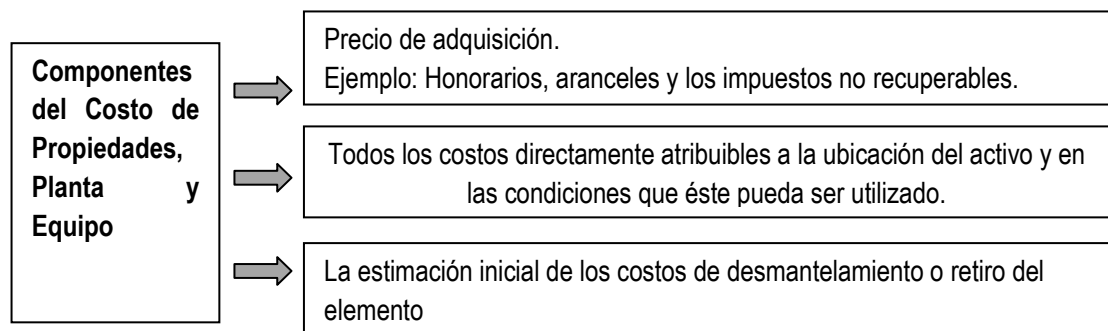 Componentes
del Costo de
Propiedades,
Planta y
Equipo
Precio de adquisición.
Ejemplo: Honorarios, aranceles y los impuestos no recuperables.
Todos los costos directamente atribuibles a la ubicación del activo y en
las condiciones que éste pueda ser utilizado.
La estimación inicial de los costos de desmantelamiento o retiro del
elemento